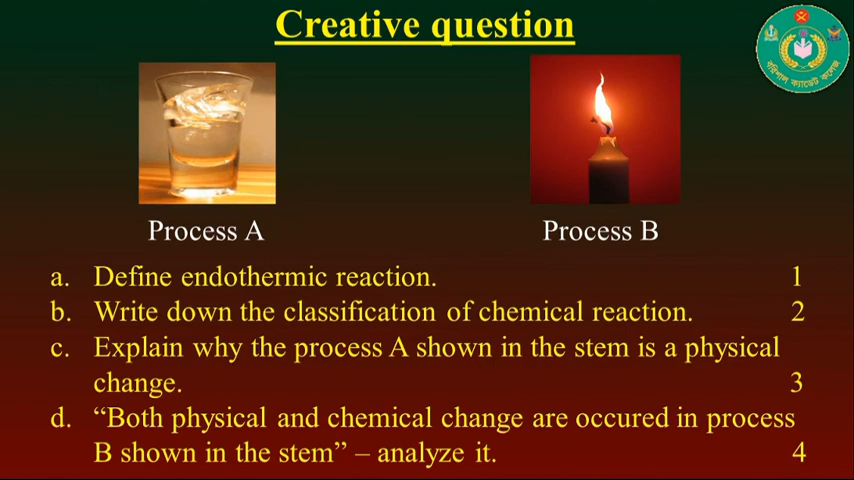 Creative question
বরিশাল ক্যাডেট কলেজ
Process A
Process B
a. Define endothermic reaction. 1
b. Write down the classification of chemical reaction. 2
c. Explain why the process A shown in the stem is a physical
change. 3
d. “Both physical and chemical change are occured in process
B shown in the stem” – analyze it. 4